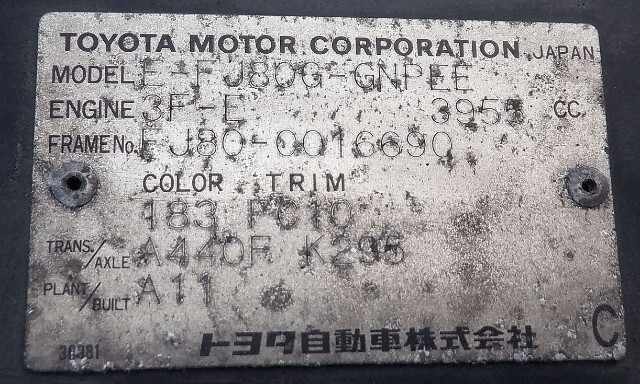 TOYOTA MOTOR CORPORATION JAPAN
MODEL E-FJ80G-GNPEE
ENGINE 3F-E 3955 CC.
FRAME No. FJ80-0016690
COLOR TRIM
183 FC10
TRANS./AXLE A440F K295
PLANT/BUILT A11
トヨタ自動車株式会社 C
30381